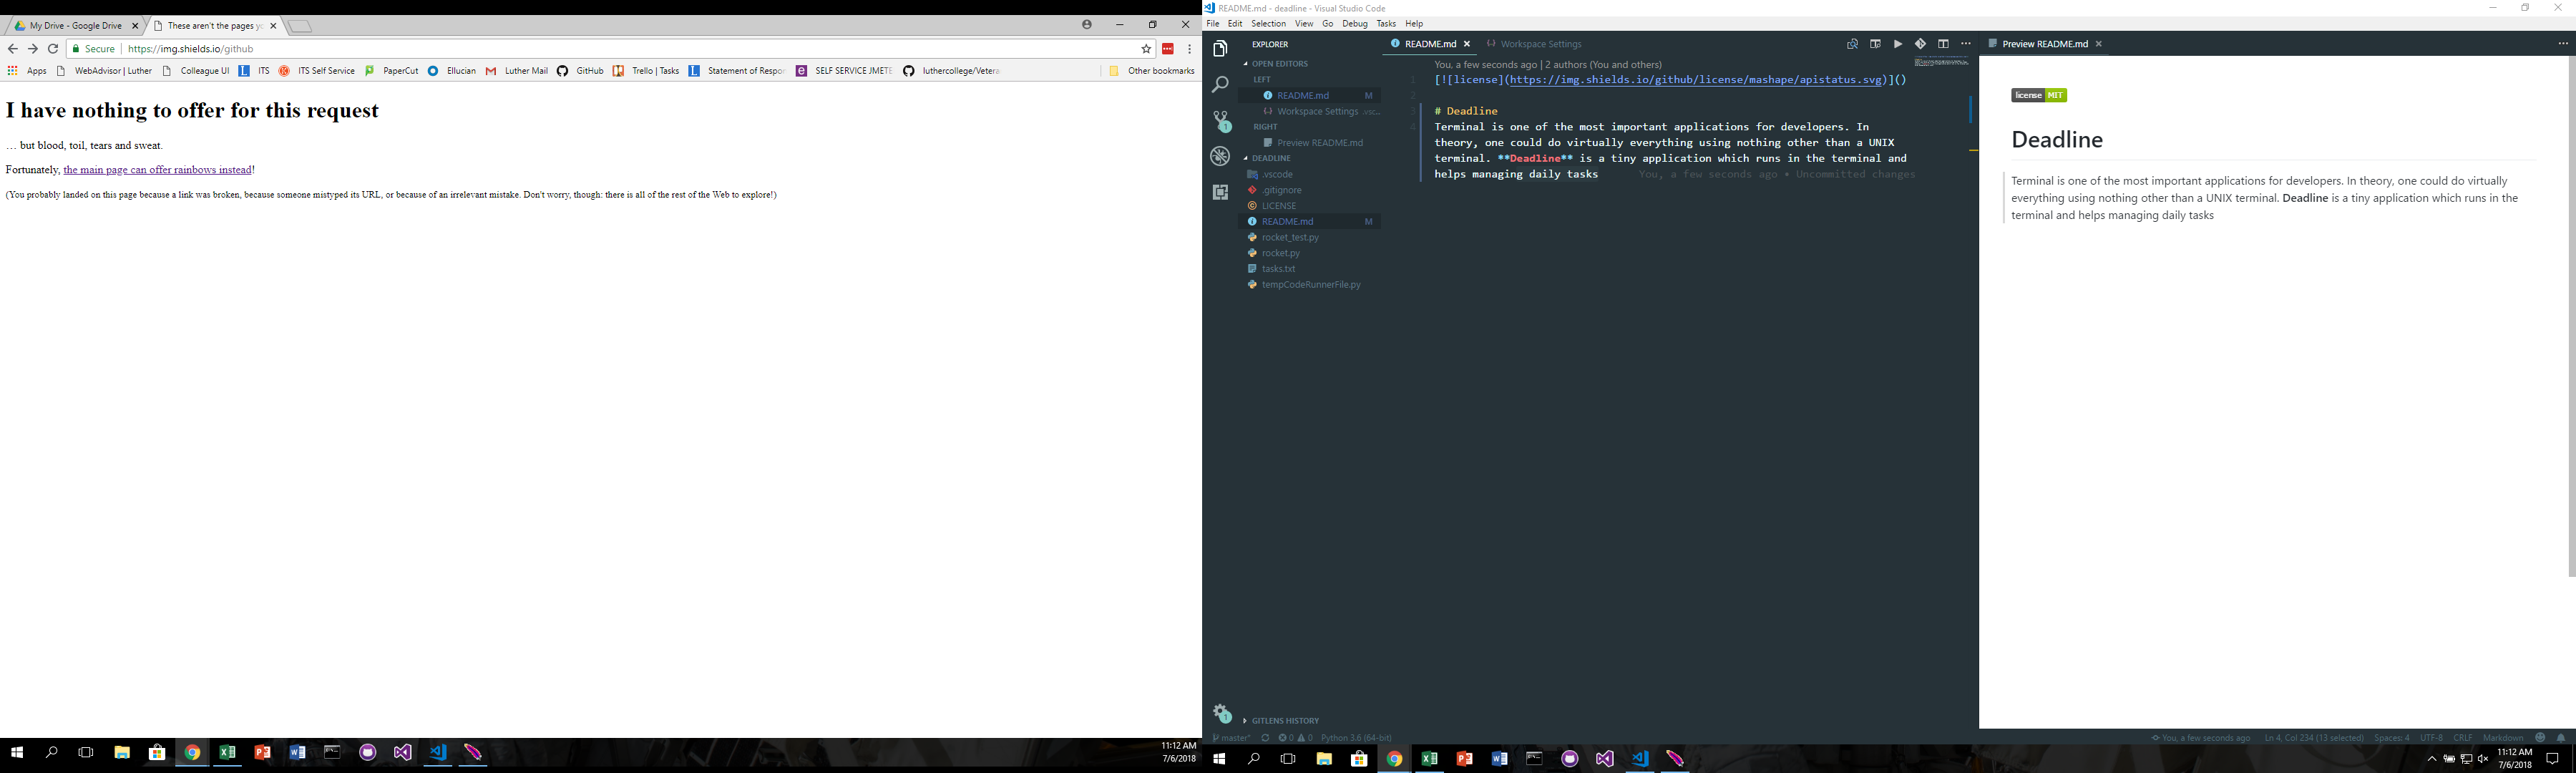 My Drive - Google Drive
These aren't the pages yo
Secure https://img.shields.io/github
Apps WebAdvisor | Luther Colleague UI ITS ITS Self Service PaperCut Ellucian Luther Mail GitHub Trello | Tasks Statement of Respor SELF SERVICE JMETE luthercollege/Vetera Other bookmarks
I have nothing to offer for this request
… but blood, toil, tears and sweat.
Fortunately, the main page can offer rainbows instead!
(You probably landed on this page because a link was broken, because someone mistyped its URL, or because of an irrelevant mistake. Don't worry, though: there is all of the rest of the Web to explore!)
11:12 AM
7/6/2018
README.md - deadline - Visual Studio Code
File Edit Selection View Go Debug Tasks Help
EXPLORER
OPEN EDITORS
LEFT
README.md M
Workspace Settings .vsc...
RIGHT
Preview README.md
DEADLINE
.vscode
.gitignore
LICENSE
README.md M
rocket_test.py
rocket.py
tasks.txt
tempCodeRunnerFile.py
GITLENS HISTORY
1
1
README.md Workspace Settings
You, a few seconds ago | 2 authors (You and others)
1 [![license](https://img.shields.io/github/license/mashape/apistatus.svg)]()
2
3 # Deadline
4 Terminal is one of the most important applications for developers. In
theory, one could do virtually everything using nothing other than a UNIX
terminal. **Deadline** is a tiny application which runs in the terminal and
helps managing daily tasks You, a few seconds ago • Uncommitted changes
Preview README.md
license MIT
Deadline
Terminal is one of the most important applications for developers. In theory, one could do virtually
everything using nothing other than a UNIX terminal. Deadline is a tiny application which runs in the
terminal and helps managing daily tasks
master* 0 0 Python 3.6 (64-bit) You, a few seconds ago Ln 4, Col 234 (13 selected) Spaces: 4 UTF-8 CRLF Markdown
11:12 AM
7/6/2018